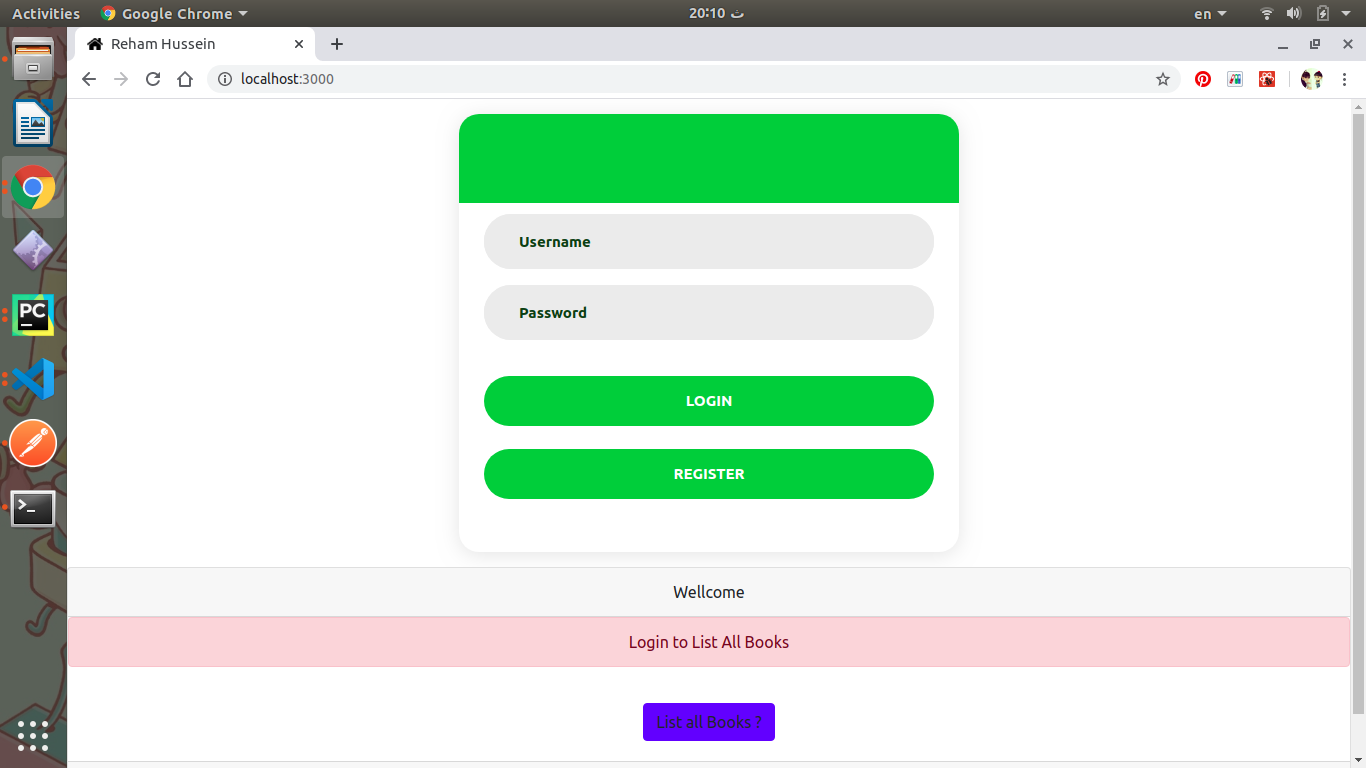 Activities
Google Chrome
20:10 ث
en
Reham Hussein
localhost:3000
Username
Password
LOGIN
REGISTER
Wellcome
Login to List All Books
List all Books ?
PC
>_